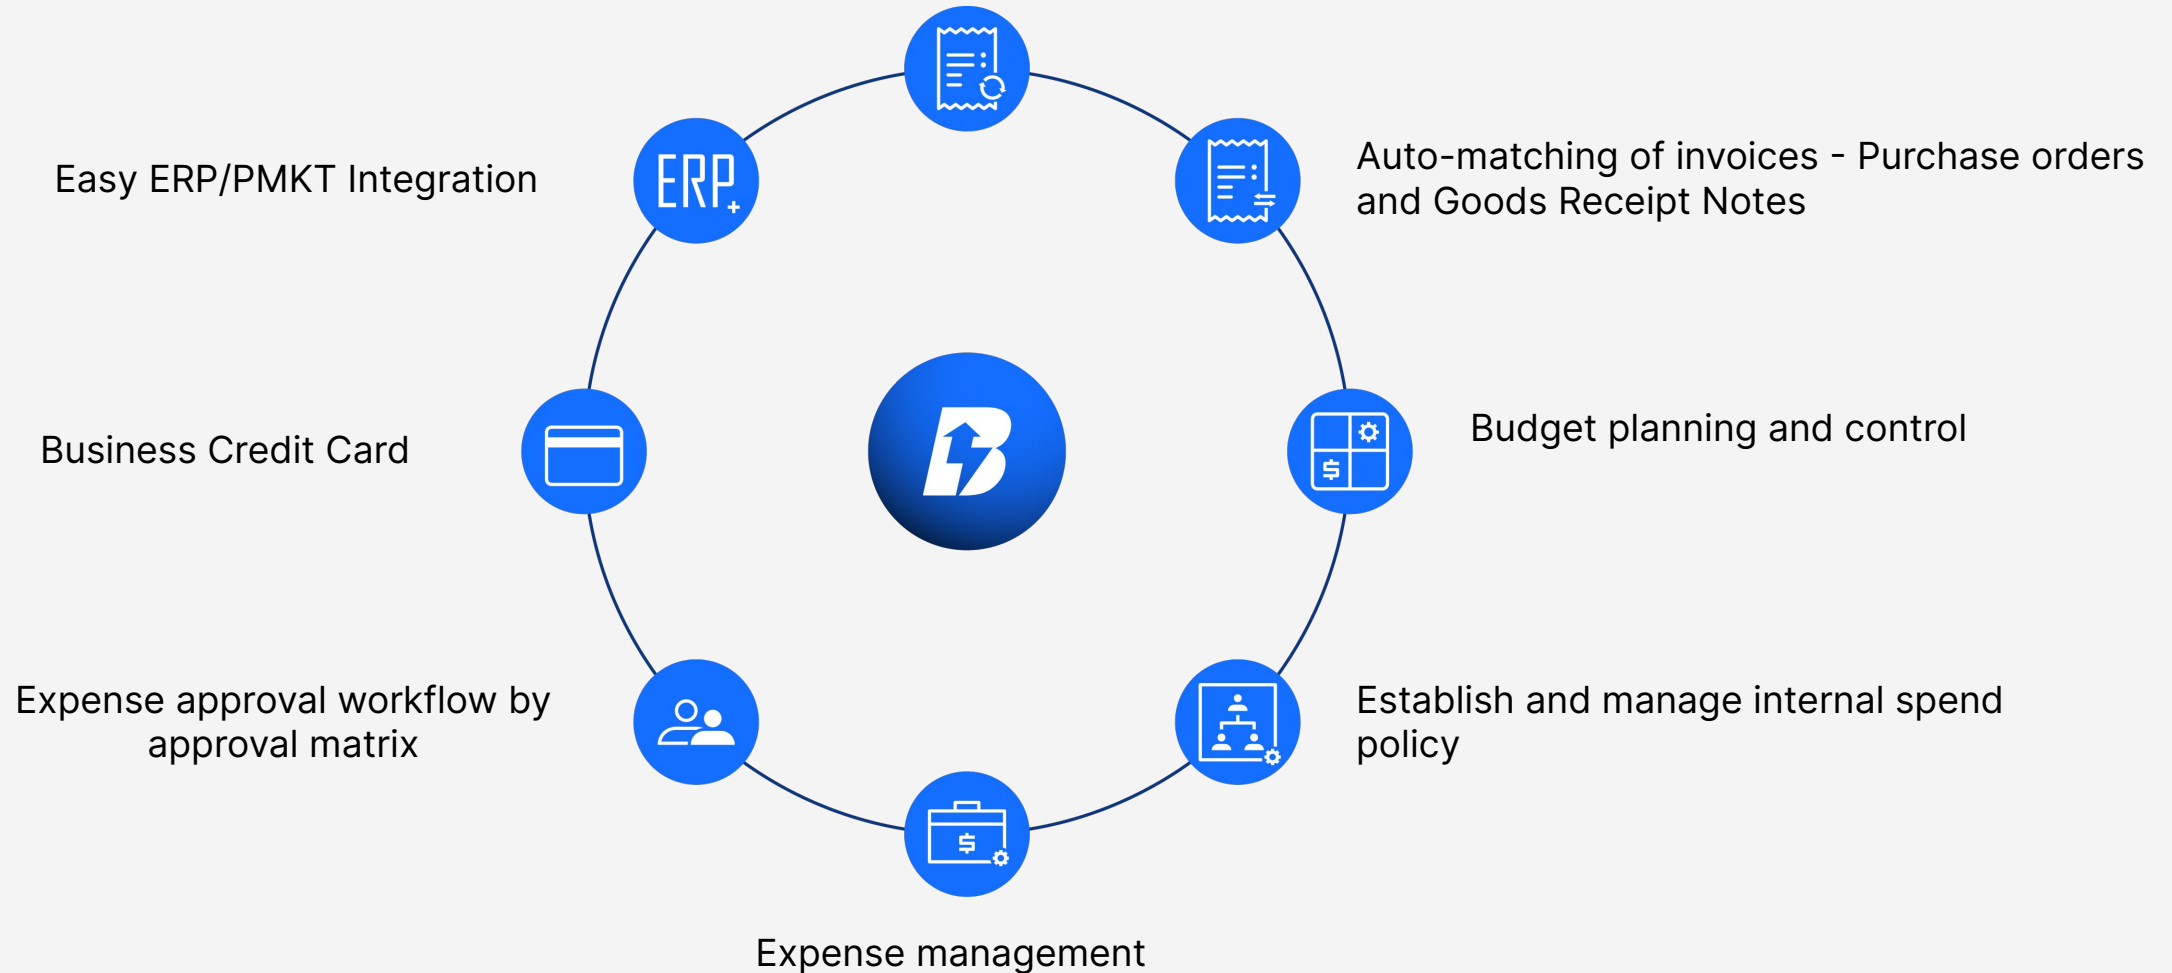 Easy ERP/PMKT Integration
ERP+
Auto-matching of invoices - Purchase orders
and Goods Receipt Notes
Business Credit Card
B
$
Budget planning and control
Expense approval workflow by
approval matrix
Establish and manage internal spend
policy
$
Expense management